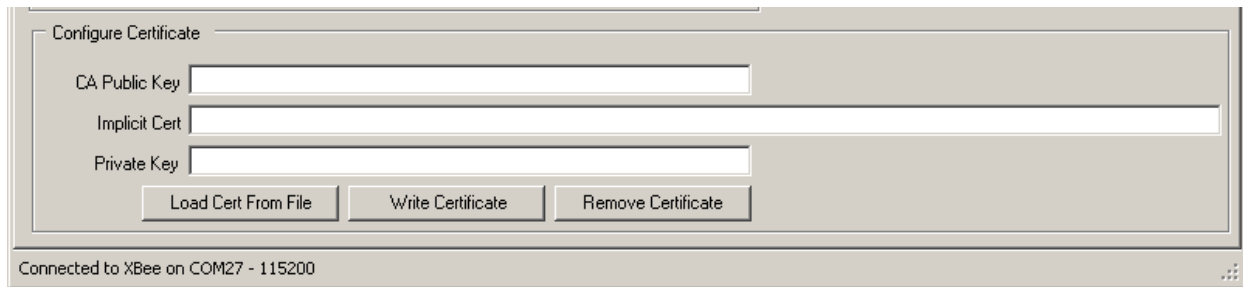 Configure Certificate
CA Public Key
Implicit Cert
Private Key
Load Cert From File Write Certificate Remove Certificate
Connected to XBee on COM27 - 115200